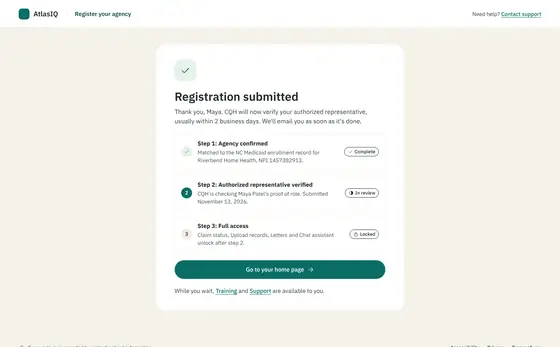 AtlasIQ
Register your agency
Need help? Contact support
Registration submitted
Thank you, Maya. CQH will now verify your authorized representative,
usually within 2 business days. We'll email you as soon as it's done.
Step 1: Agency confirmed
Matched to the NC Medicaid enrollment record for
Riverbend Home Health, NPI 1457382913.
Complete
2
Step 2: Authorized representative verified
CQH is checking Maya Patel's proof of role. Submitted
November 13, 2026.
In review
3
Step 3: Full access
Claim status, Upload records, Letters and Chat assistant
unlock after step 2.
Locked
Go to your home page →
While you wait, Training and Support are available to you.